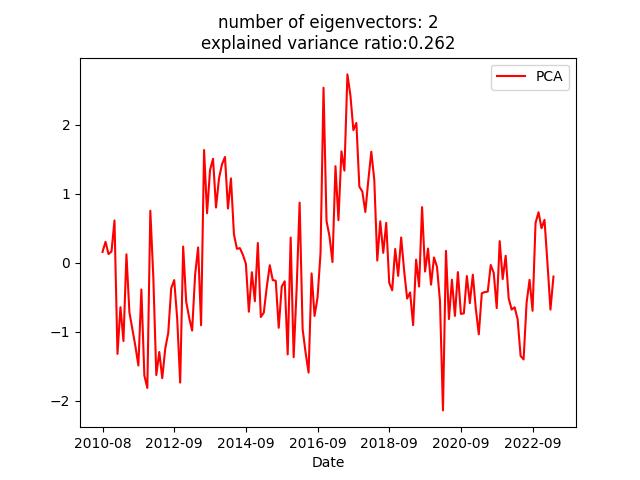 number of eigenvectors: 2
explained variance ratio:0.262
PCA
2
1
0
−1
−2
2010-08 2012-09 2014-09 2016-09 2018-09 2020-09 2022-09
Date